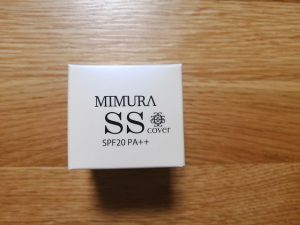 MIMURA
SS
cover
SPF20 PA++